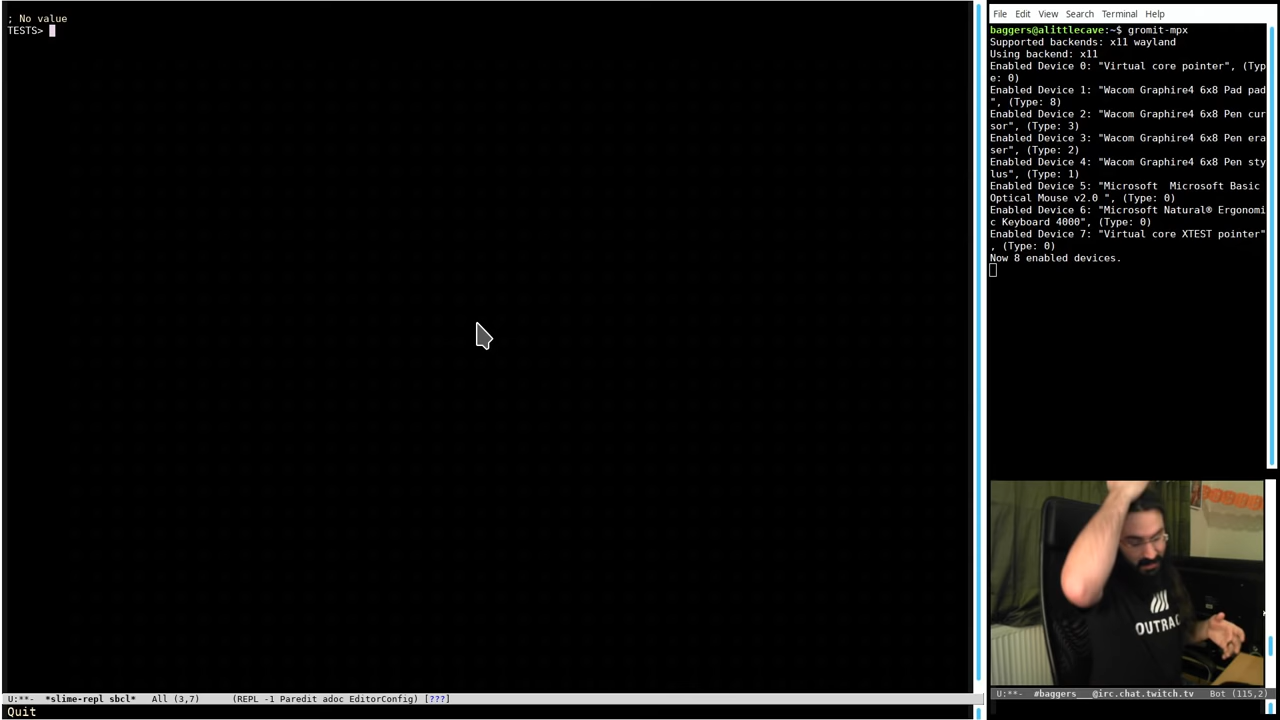 ; No value
TESTS>
U:**-  *slime-repl sbcl*   All (3,7)      (REPL -1 Paredit adoc EditorConfig) [???]
Quit
File Edit View Search Terminal Help
baggers@alittlecave:~$ gromit-mpx
Supported backends: x11 wayland
Using backend: x11
Enabled Device 0: "Virtual core pointer", (Typ
e: 0)
Enabled Device 1: "Wacom Graphire4 6x8 Pad pad
", (Type: 8)
Enabled Device 2: "Wacom Graphire4 6x8 Pen cur
sor", (Type: 3)
Enabled Device 3: "Wacom Graphire4 6x8 Pen era
ser", (Type: 2)
Enabled Device 4: "Wacom Graphire4 6x8 Pen sty
lus", (Type: 1)
Enabled Device 5: "Microsoft  Microsoft Basic
Optical Mouse v2.0 ", (Type: 0)
Enabled Device 6: "Microsoft Natural® Ergonomi
c Keyboard 4000", (Type: 0)
Enabled Device 7: "Virtual core XTEST pointer"
, (Type: 0)
Now 8 enabled devices.
OUTRAC
U:**-  #baggers___@irc.chat.twitch.tv   Bot (115,2)